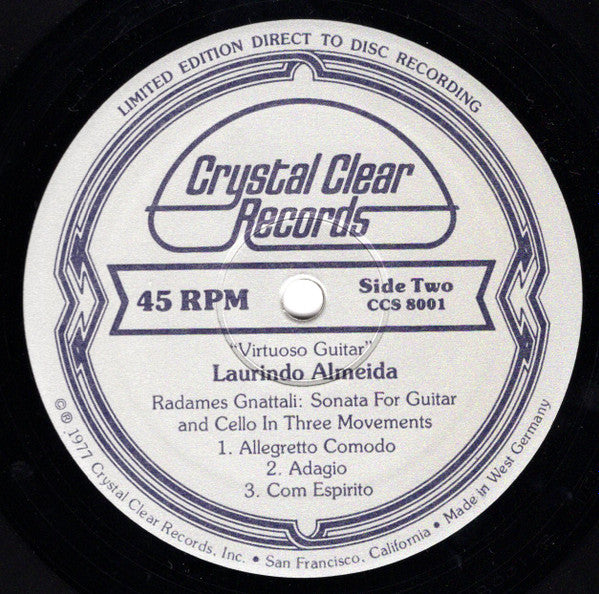 LIMITED EDITION DIRECT TO DISC RECORDING
Crystal Clear
Records
45 RPM
Side Two
CCS 8001
"Virtuoso Guitar"
Laurindo Almeida
Radames Gnattali: Sonata For Guitar
and Cello In Three Movements
1. Allegretto Comodo
2. Adagio
3. Com Espirito
©℗ 1977 Crystal Clear Records, Inc. • San Francisco, California • Made in West Germany